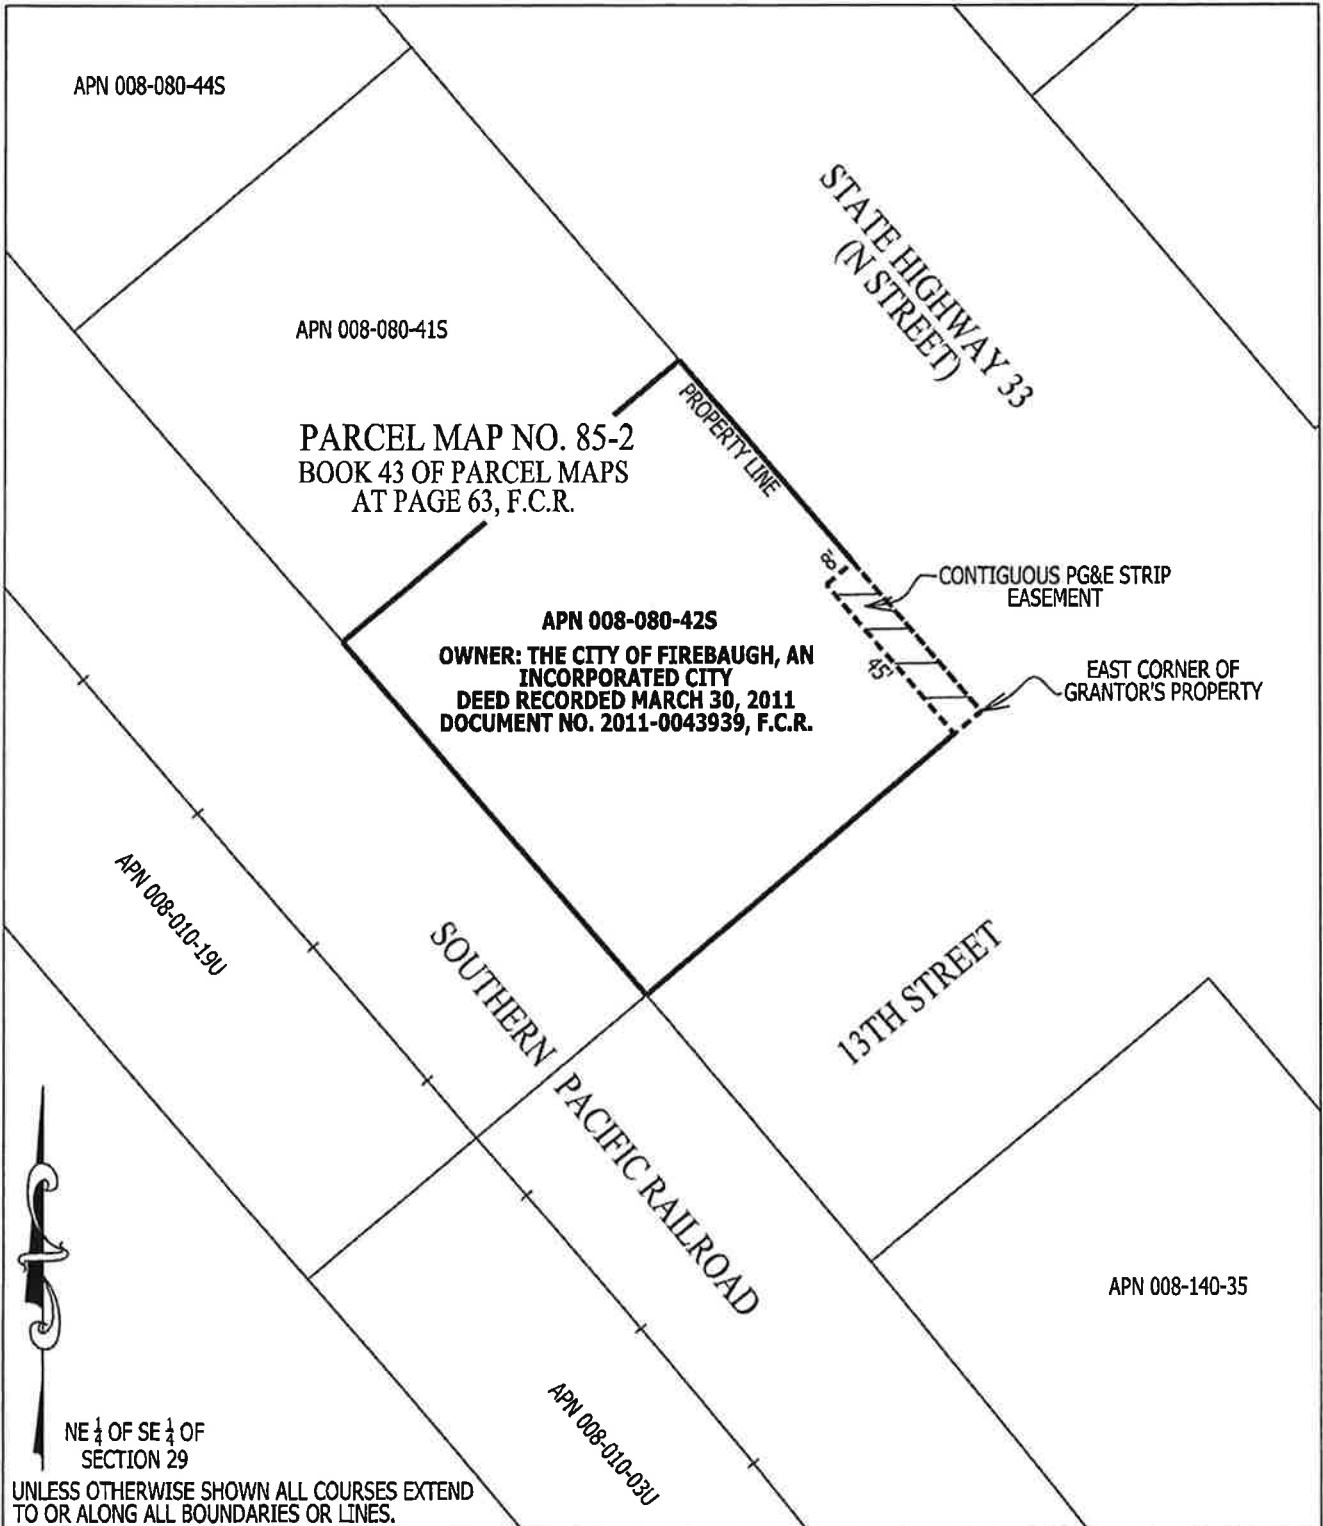 APN 008-080-44S
STATE HIGHWAY 33
(N STREET)
APN 008-080-41S
PARCEL MAP NO. 85-2
BOOK 43 OF PARCEL MAPS
AT PAGE 63, F.C.R.
PROPERTY LINE
8'
CONTIGUOUS PG&E STRIP
EASEMENT
APN 008-080-42S
OWNER: THE CITY OF FIREBAUGH, AN
INCORPORATED CITY
DEED RECORDED MARCH 30, 2011
DOCUMENT NO. 2011-0043939, F.C.R.
45'
EAST CORNER OF
GRANTOR'S PROPERTY
APN 008-010-19U
SOUTHERN PACIFIC RAILROAD
13TH STREET
APN 008-140-35
APN 008-010-03U
NE 1/4 OF SE 1/4 OF
SECTION 29
UNLESS OTHERWISE SHOWN ALL COURSES EXTEND
TO OR ALONG ALL BOUNDARIES OR LINES.